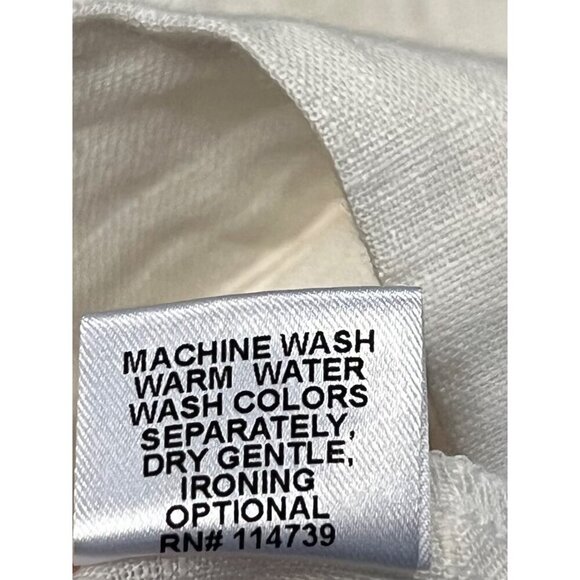 MACHINE WASH
WARM WATER
WASH COLORS
SEPARATELY,
DRY GENTLE,
IRONING
OPTIONAL
RN# 114739